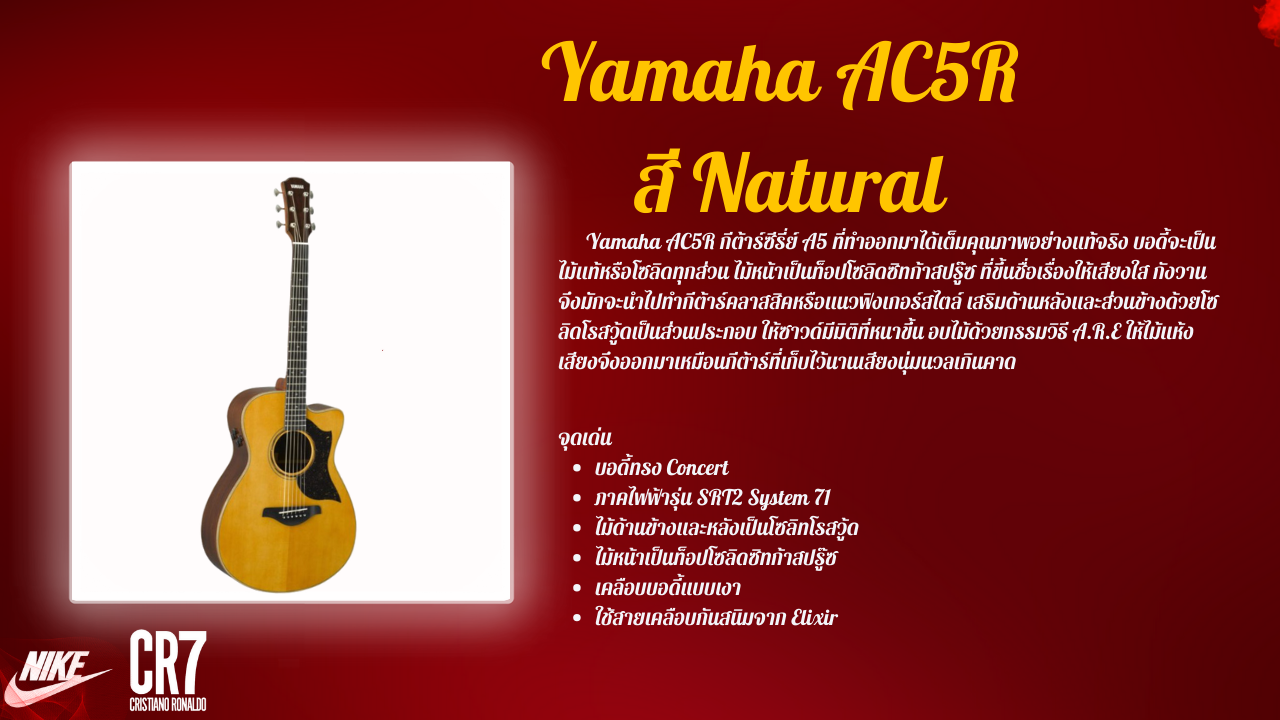 Yamaha AC5R
สี Natural
Yamaha AC5R กีต้าร์ซีรี่ย์ A5 ที่ทำออกมาได้เต็มคุณภาพอย่างแท้จริง บอดี้จะเป็น
ไม้แท้หรือโซลิดทุกส่วน ไม้หน้าเป็นท็อปโซลิดซิทก้าสปรู๊ซ ที่ขึ้นชื่อเรื่องให้เสียงใส กังวาน
จึงมักจะนำไปทำกีต้าร์คลาสสิคหรือแนวฟิงเกอร์สไตล์ เสริมด้านหลังและส่วนข้างด้วยโซ
ลิดโรสวู้ดเป็นส่วนประกอบ ให้ซาวด์มีมิติที่หนาขึ้น อบไม้ด้วยกรรมวิธี A.R.E ให้ไม้แห้ง
เสียงจึงออกมาเหมือนกีต้าร์ที่เก็บไว้นานเสียงนุ่มนวลเกินคาด
จุดเด่น
• บอดี้ทรง Concert
• ภาคไฟฟ้ารุ่น SRT2 System 71
• ไม้ด้านข้างและหลังเป็นโซลิทโรสวู้ด
• ไม้หน้าเป็นท็อปโซลิดซิทก้าสปรู๊ซ
• เคลือบบอดี้แบบเงา
• ใช้สายเคลือบกันสนิมจาก Elixir
NIKE
CR7
CRISTIANO RONALDO